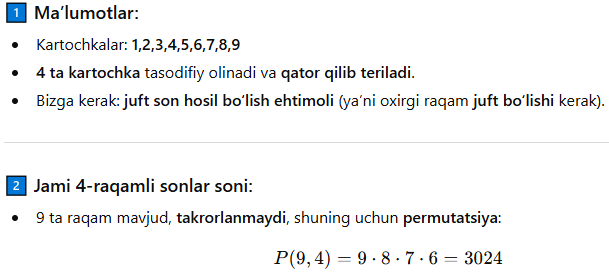 1 Ma’lumotlar:
• Kartochkalar: 1,2,3,4,5,6,7,8,9
• 4 ta kartochka tasodifiy olinadi va qator qilib teriladi.
• Bizga kerak: juft son hosil bo‘lish ehtimoli (ya’ni oxirgi raqam juft bo‘lishi kerak).
2 Jami 4-raqamli sonlar soni:
• 9 ta raqam mavjud, takrorlanmaydi, shuning uchun permutatsiya:
P(9, 4) = 9 · 8 · 7 · 6 = 3024